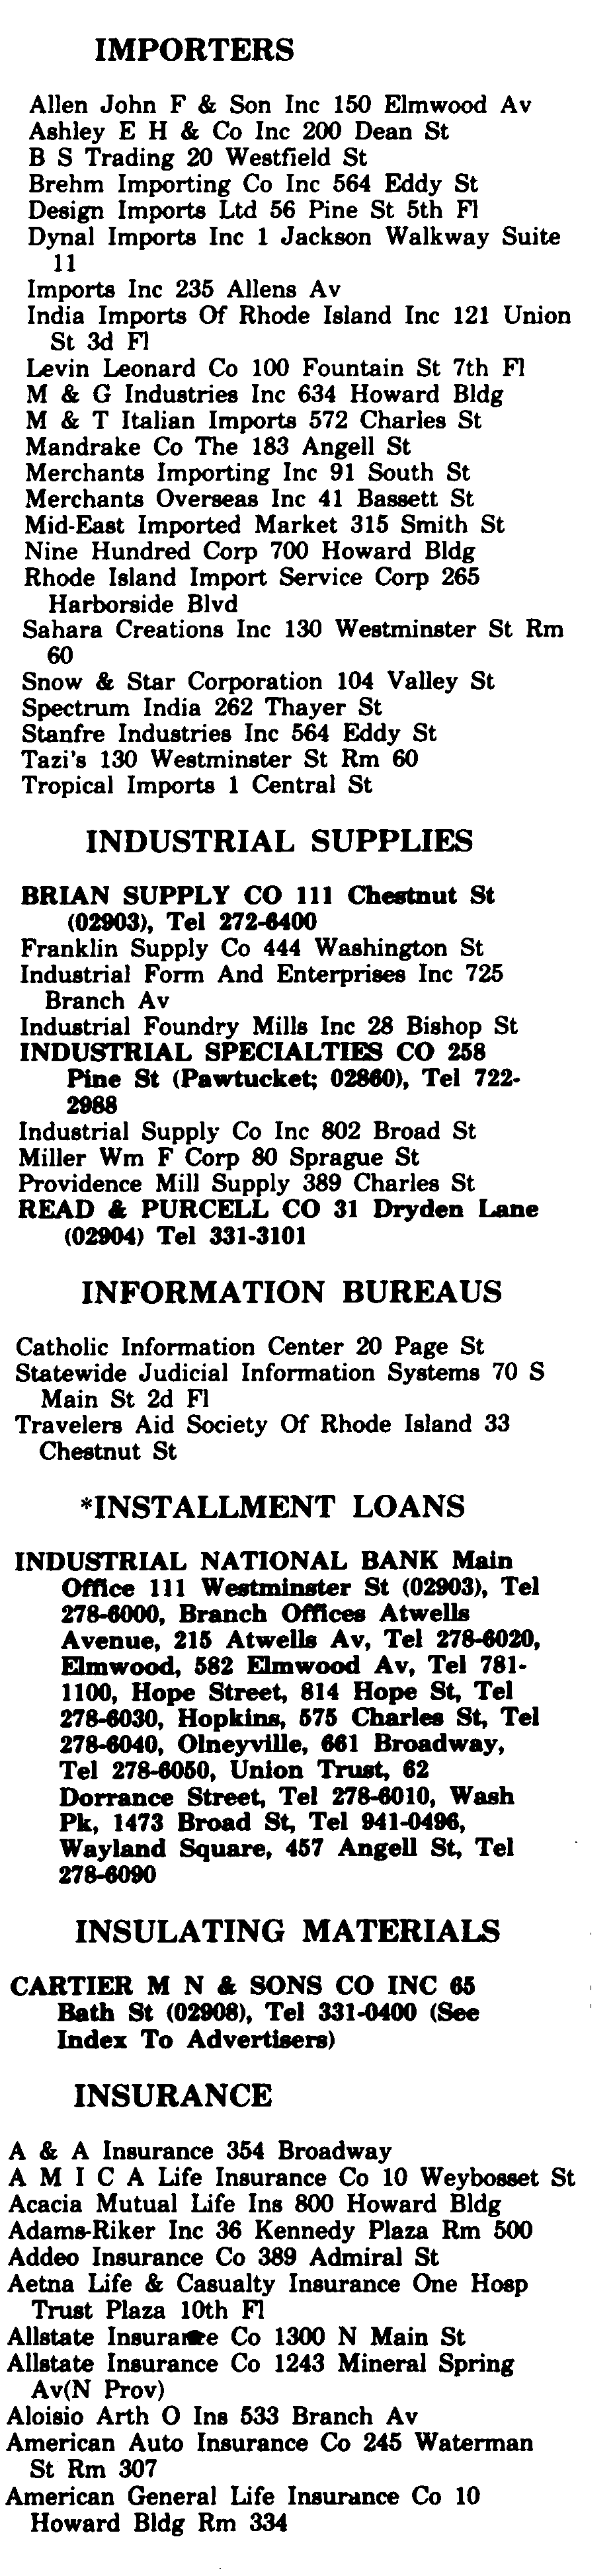 IMPORTERS
Allen John F & Son Inc 150 Elmwood Av
Ashley E H & Co Inc 200 Dean St
B S Trading 20 Westfield St
Brehm Importing Co Inc 564 Eddy St
Design Imports Ltd 56 Pine St 5th Fl
Dynal Imports Inc 1 Jackson Walkway Suite
11
Imports Inc 235 Allens Av
India Imports Of Rhode Island Inc 121 Union
St 3d Fl
Levin Leonard Co 100 Fountain St 7th Fl
M & G Industries Inc 634 Howard Bldg
M & T Italian Imports 572 Charles St
Mandrake Co The 183 Angell St
Merchants Importing Inc 91 South St
Merchants Overseas Inc 41 Bassett St
Mid-East Imported Market 315 Smith St
Nine Hundred Corp 700 Howard Bldg
Rhode Island Import Service Corp 265
Harborside Blvd
Sahara Creations Inc 130 Westminster St Rm
60
Snow & Star Corporation 104 Valley St
Spectrum India 262 Thayer St
Stanfre Industries Inc 564 Eddy St
Tazi's 130 Westminster St Rm 60
Tropical Imports 1 Central St
INDUSTRIAL SUPPLIES
BRIAN SUPPLY CO 111 Chestnut St
(02903), Tel 272-6400
Franklin Supply Co 444 Washington St
Industrial Form And Enterprises Inc 725
Branch Av
Industrial Foundry Mills Inc 28 Bishop St
INDUSTRIAL SPECIALTIES CO 258
Pine St (Pawtucket; 02860), Tel 722-
2988
Industrial Supply Co Inc 802 Broad St
Miller Wm F Corp 80 Sprague St
Providence Mill Supply 389 Charles St
READ & PURCELL CO 31 Dryden Lane
(02904) Tel 331-3101
INFORMATION BUREAUS
Catholic Information Center 20 Page St
Statewide Judicial Information Systems 70 S
Main St 2d Fl
Travelers Aid Society Of Rhode Island 33
Chestnut St
*INSTALLMENT LOANS
INDUSTRIAL NATIONAL BANK Main
Office 111 Westminster St (02903), Tel
278-6000, Branch Offices Atwells
Avenue, 215 Atwells Av, Tel 278-6020,
Elmwood, 582 Elmwood Av, Tel 781-
1100, Hope Street, 814 Hope St, Tel
278-6030, Hopkins, 575 Charles St, Tel
278-6040, Olneyville, 661 Broadway,
Tel 278-6050, Union Trust, 62
Dorrance Street, Tel 278-6010, Wash
Pk, 1473 Broad St, Tel 941-0496,
Wayland Square, 457 Angell St, Tel
278-6090
INSULATING MATERIALS
CARTIER M N & SONS CO INC 65
Bath St (02908), Tel 331-0400 (See
Index To Advertisers)
INSURANCE
A & A Insurance 354 Broadway
A M I C A Life Insurance Co 10 Weybosset St
Acacia Mutual Life Ins 800 Howard Bldg
Adams-Riker Inc 36 Kennedy Plaza Rm 500
Addeo Insurance Co 389 Admiral St
Aetna Life & Casualty Insurance One Hosp
Trust Plaza 10th Fl
Allstate Insurance Co 1300 N Main St
Allstate Insurance Co 1243 Mineral Spring
Av(N Prov)
Aloisio Arth O Ins 533 Branch Av
American Auto Insurance Co 245 Waterman
St Rm 307
American General Life Insurance Co 10
Howard Bldg Rm 334